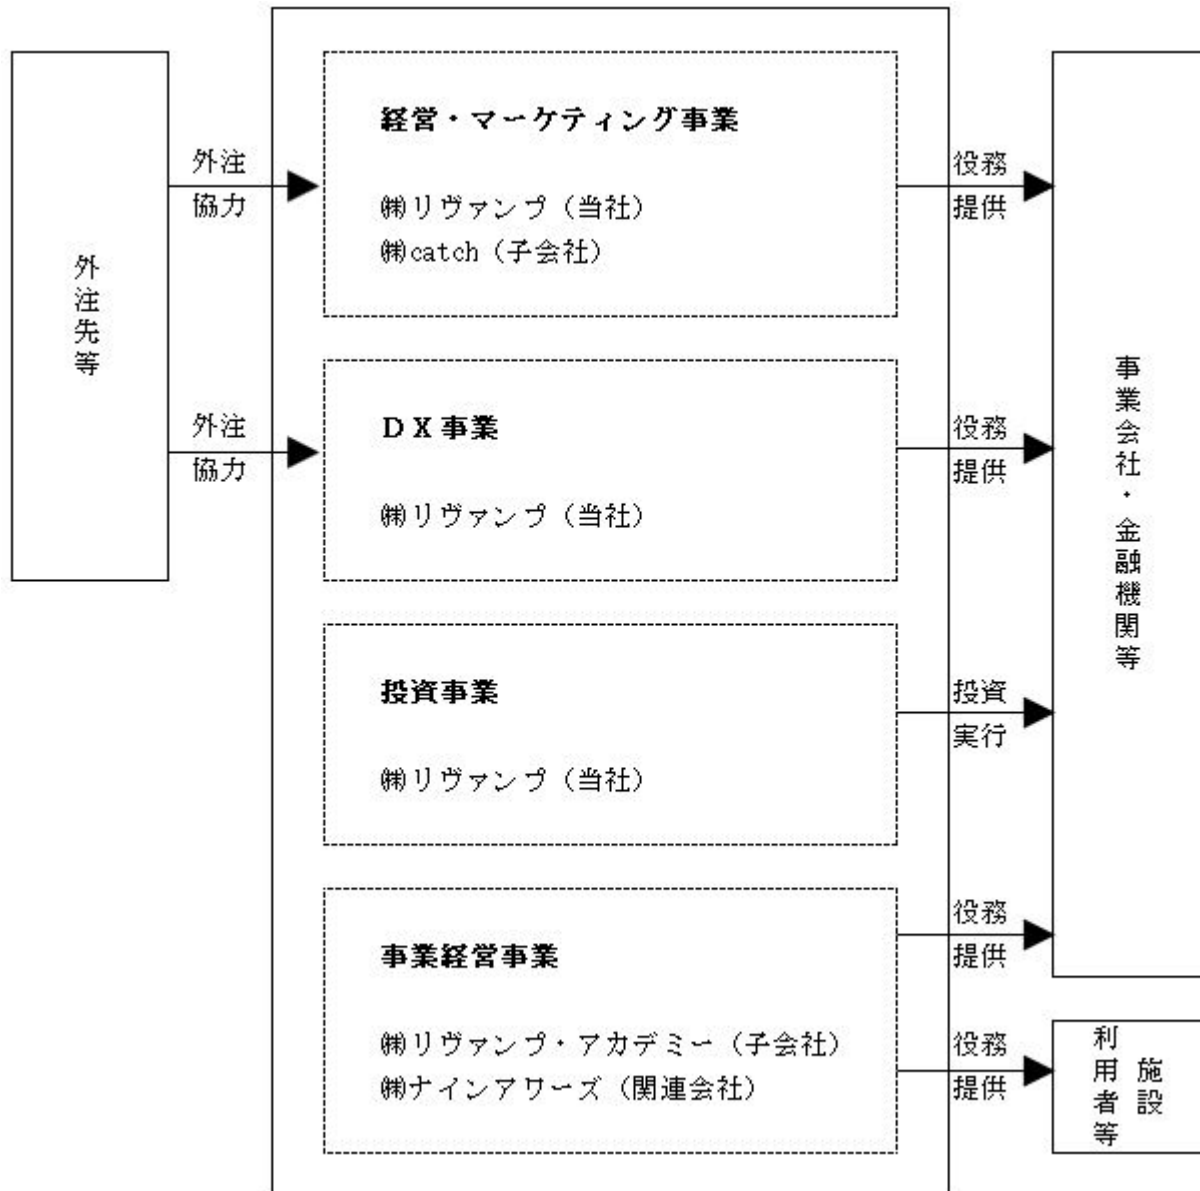 外注先等
外注
協力
外注
協力
経営・マーケティング事業
㈱リヴァンプ（当社）
㈱catch（子会社）
ＤＸ事業
㈱リヴァンプ（当社）
投資事業
㈱リヴァンプ（当社）
事業経営事業
㈱リヴァンプ・アカデミー（子会社）
㈱ナインアワーズ（関連会社）
役務
提供
役務
提供
投資
実行
役務
提供
役務
提供
事業会社・金融機関等
施設
利用者等